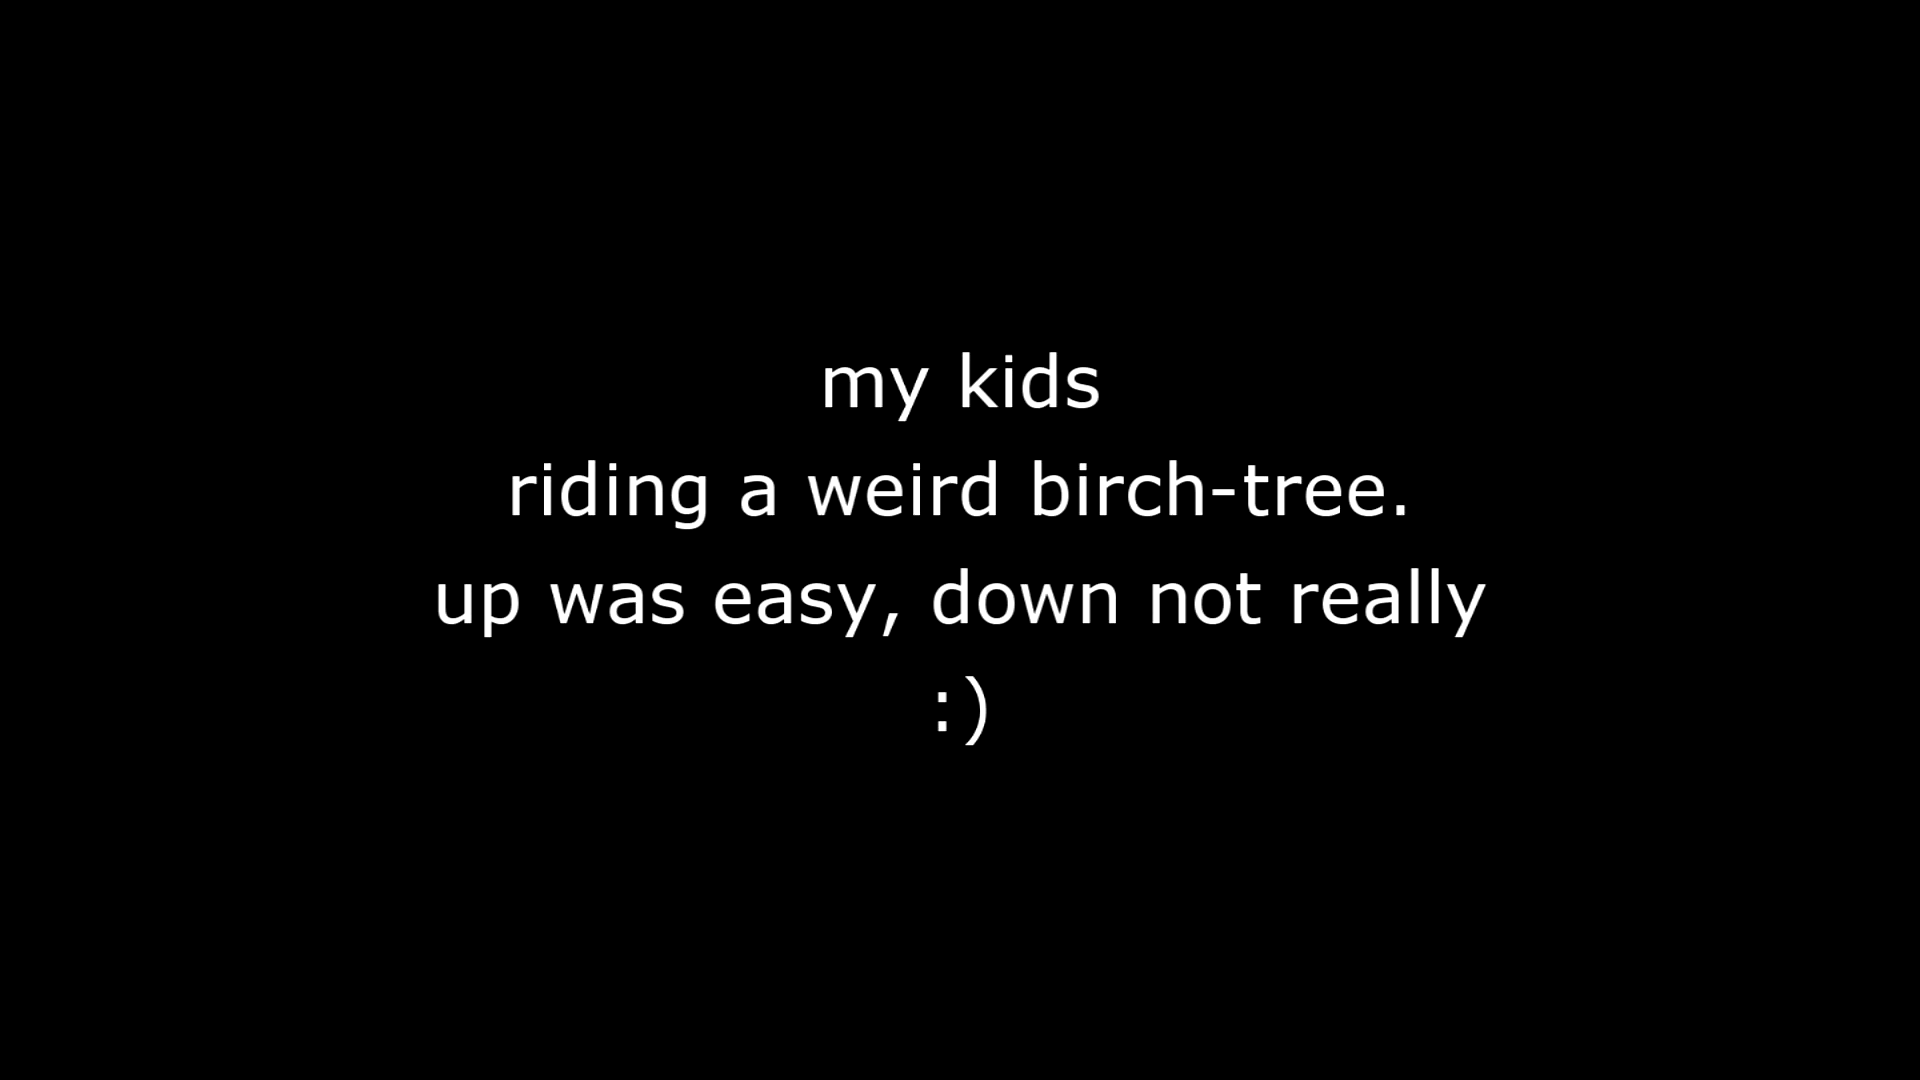 my kids
riding a weird birch-tree.
up was easy, down not really
:)